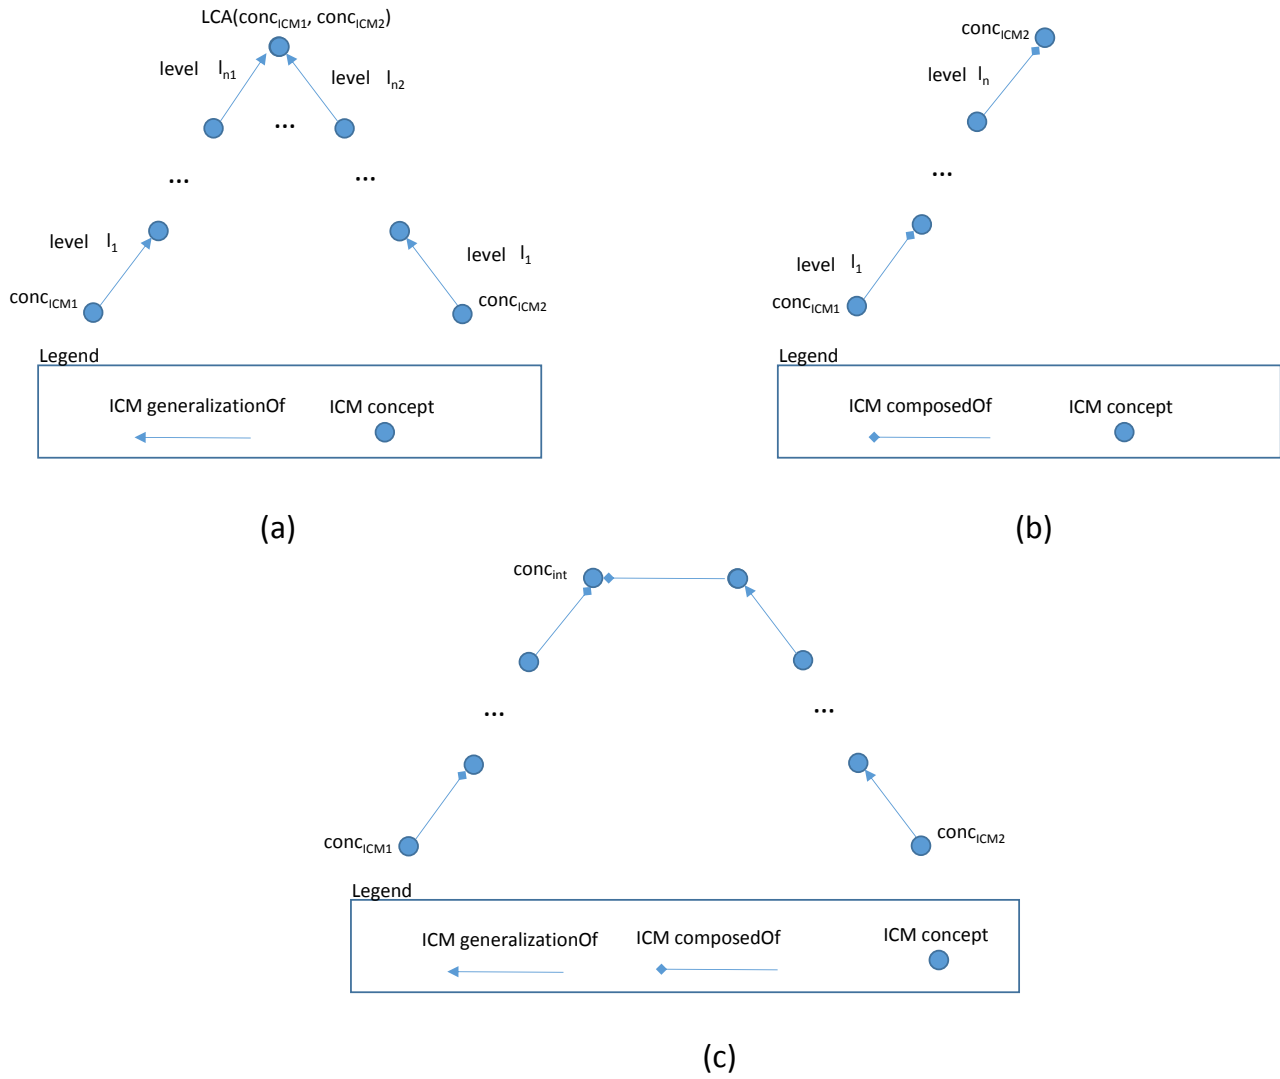 LCA(conc_ICM1, conc_ICM2)
level l_n1
level l_n2
...
...
...
level l_1
level l_1
conc_ICM1
conc_ICM2
Legend
ICM generalizationOf
ICM concept
(a)
conc_ICM2
level l_n
...
level l_1
conc_ICM1
Legend
ICM composedOf
ICM concept
(b)
conc_int
...
...
conc_ICM1
conc_ICM2
Legend
ICM generalizationOf
ICM composedOf
ICM concept
(c)